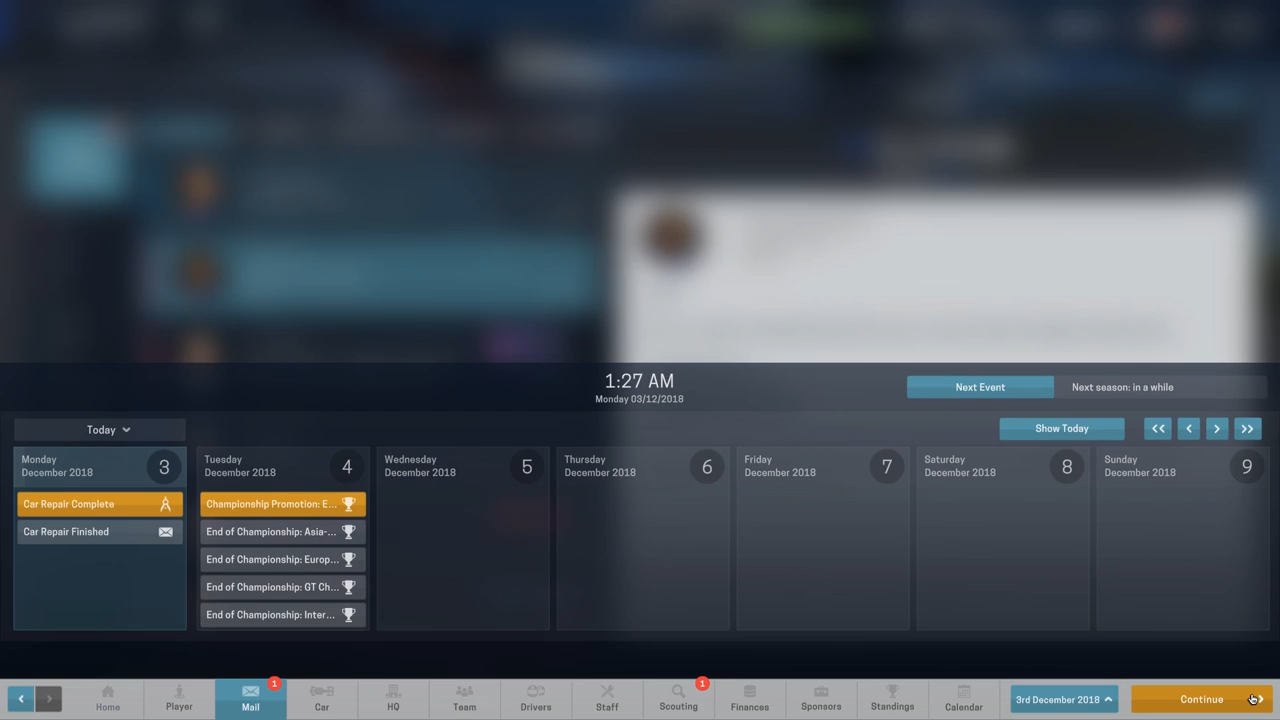 1:27 AM
Monday 03/12/2018
Next Event
Next season: in a while
Today
Show Today
<<
<
>
>>
Monday
December 2018
3
Tuesday
December 2018
4
Wednesday
December 2018
5
Thursday
December 2018
6
Friday
December 2018
7
Saturday
December 2018
8
Sunday
December 2018
9
Car Repair Complete
Car Repair Finished
Championship Promotion: E...
End of Championship: Asia-...
End of Championship: Europ...
End of Championship: GT Ch...
End of Championship: Inter...
Home
Player
1
Mail
Car
HQ
Team
Drivers
Staff
1
Scouting
Finances
Sponsors
Standings
Calendar
3rd December 2018
Continue